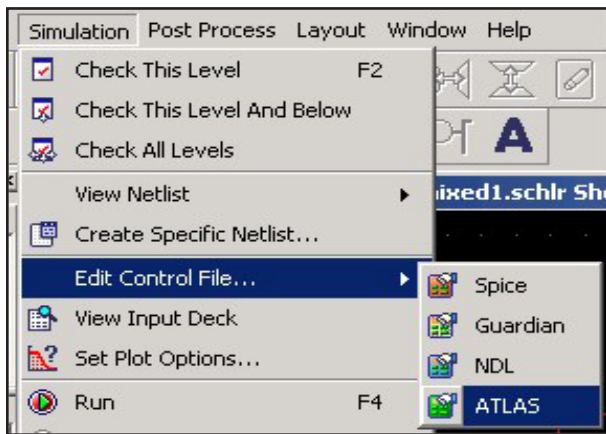 Simulation Post Process Layout Window Help
Check This Level F2
Check This Level And Below
A
Check All Levels
View Netlist
ixed1.schlr Sh
Create Specific Netlist...
Edit Control File...
Spice
View Input Deck
Guardian
Set Plot Options...
NDL
Run F4
ATLAS